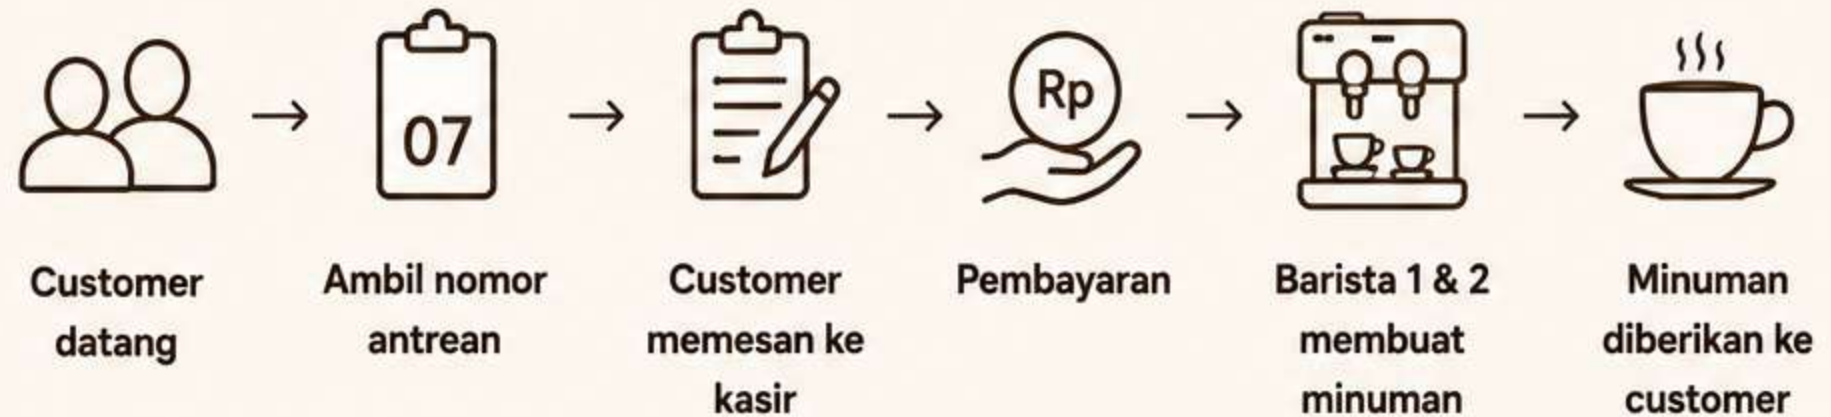 07
Rp
Customer
datang
Ambil nomor
antrean
Customer
memesan ke
kasir
Pembayaran
Barista 1 & 2
membuat
minuman
Minuman
diberikan ke
customer